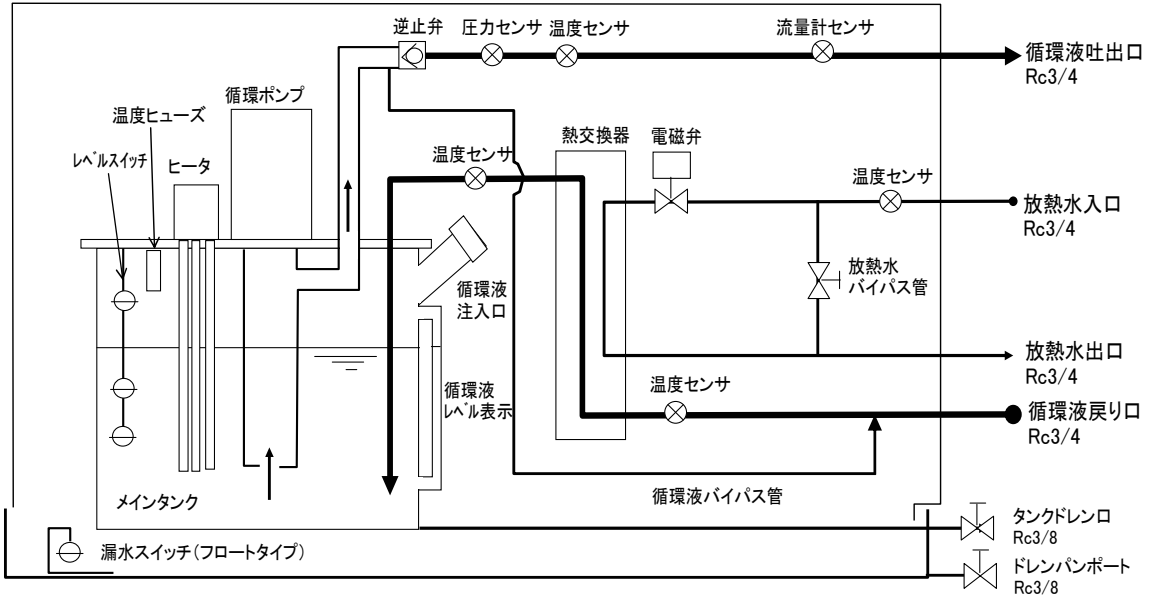 逆止弁
圧力センサ
温度センサ
流量計センサ
循環液吐出口
Rc3/4
循環ポンプ
温度ヒューズ
レベルスイッチ
ヒータ
温度センサ
熱交換器
電磁弁
温度センサ
放熱水入口
Rc3/4
循環液
注入口
放熱水
バイパス管
放熱水出口
Rc3/4
循環液
レベル表示
温度センサ
循環液戻り口
Rc3/4
メインタンク
循環液バイパス管
タンクドレン口
Rc3/8
漏水スイッチ(フロートタイプ)
ドレンパンポート
Rc3/8